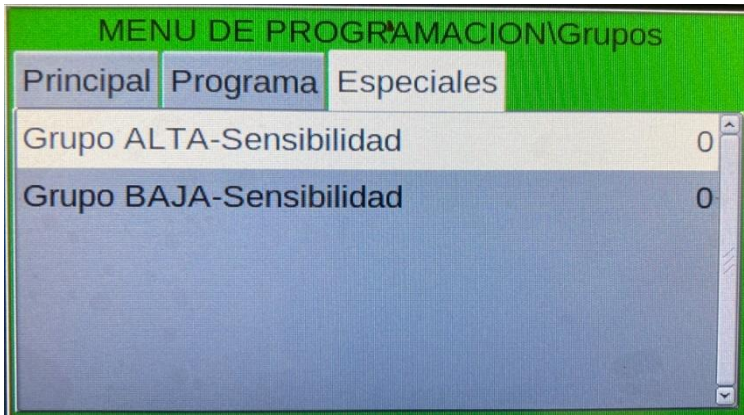 MENU DE PROGRAMACION\Grupos
Principal Programa Especiales
Grupo ALTA-Sensibilidad 0
Grupo BAJA-Sensibilidad 0